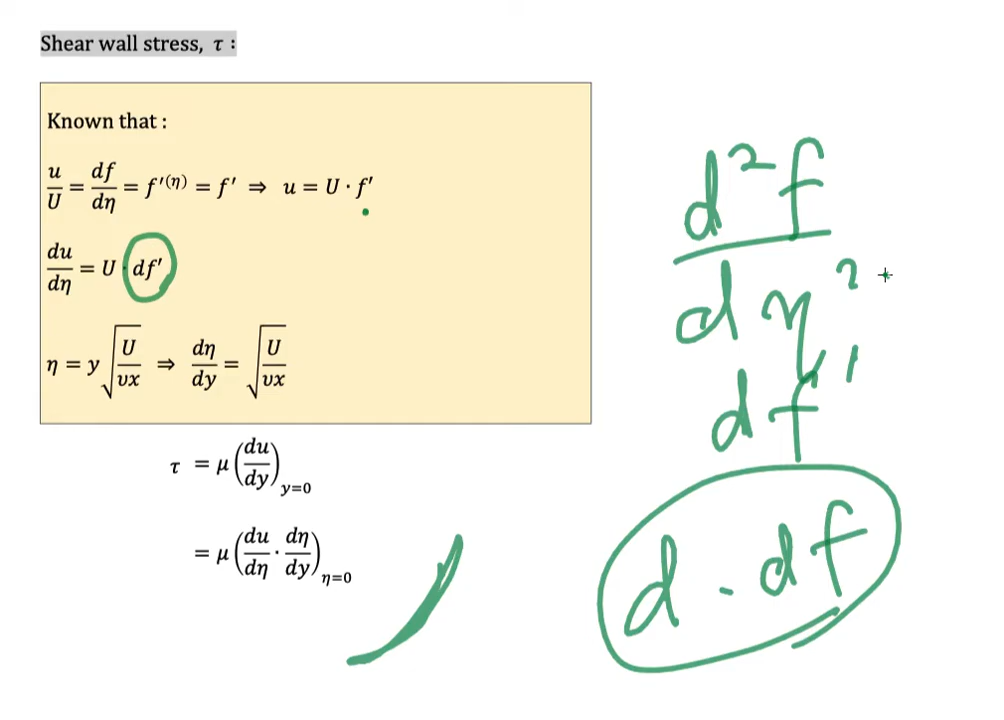 Shear wall stress, τ :
Known that :
u/U = df/dη = f′⁽η⁾ = f′ ⇒ u = U · f′
du/dη = U · df′
η = y √(U/υx) ⇒ dη/dy = √(U/υx)
τ = μ (du/dy)y=0
= μ (du/dη · dη/dy)η=0
d²f
dη²
df′
d · df